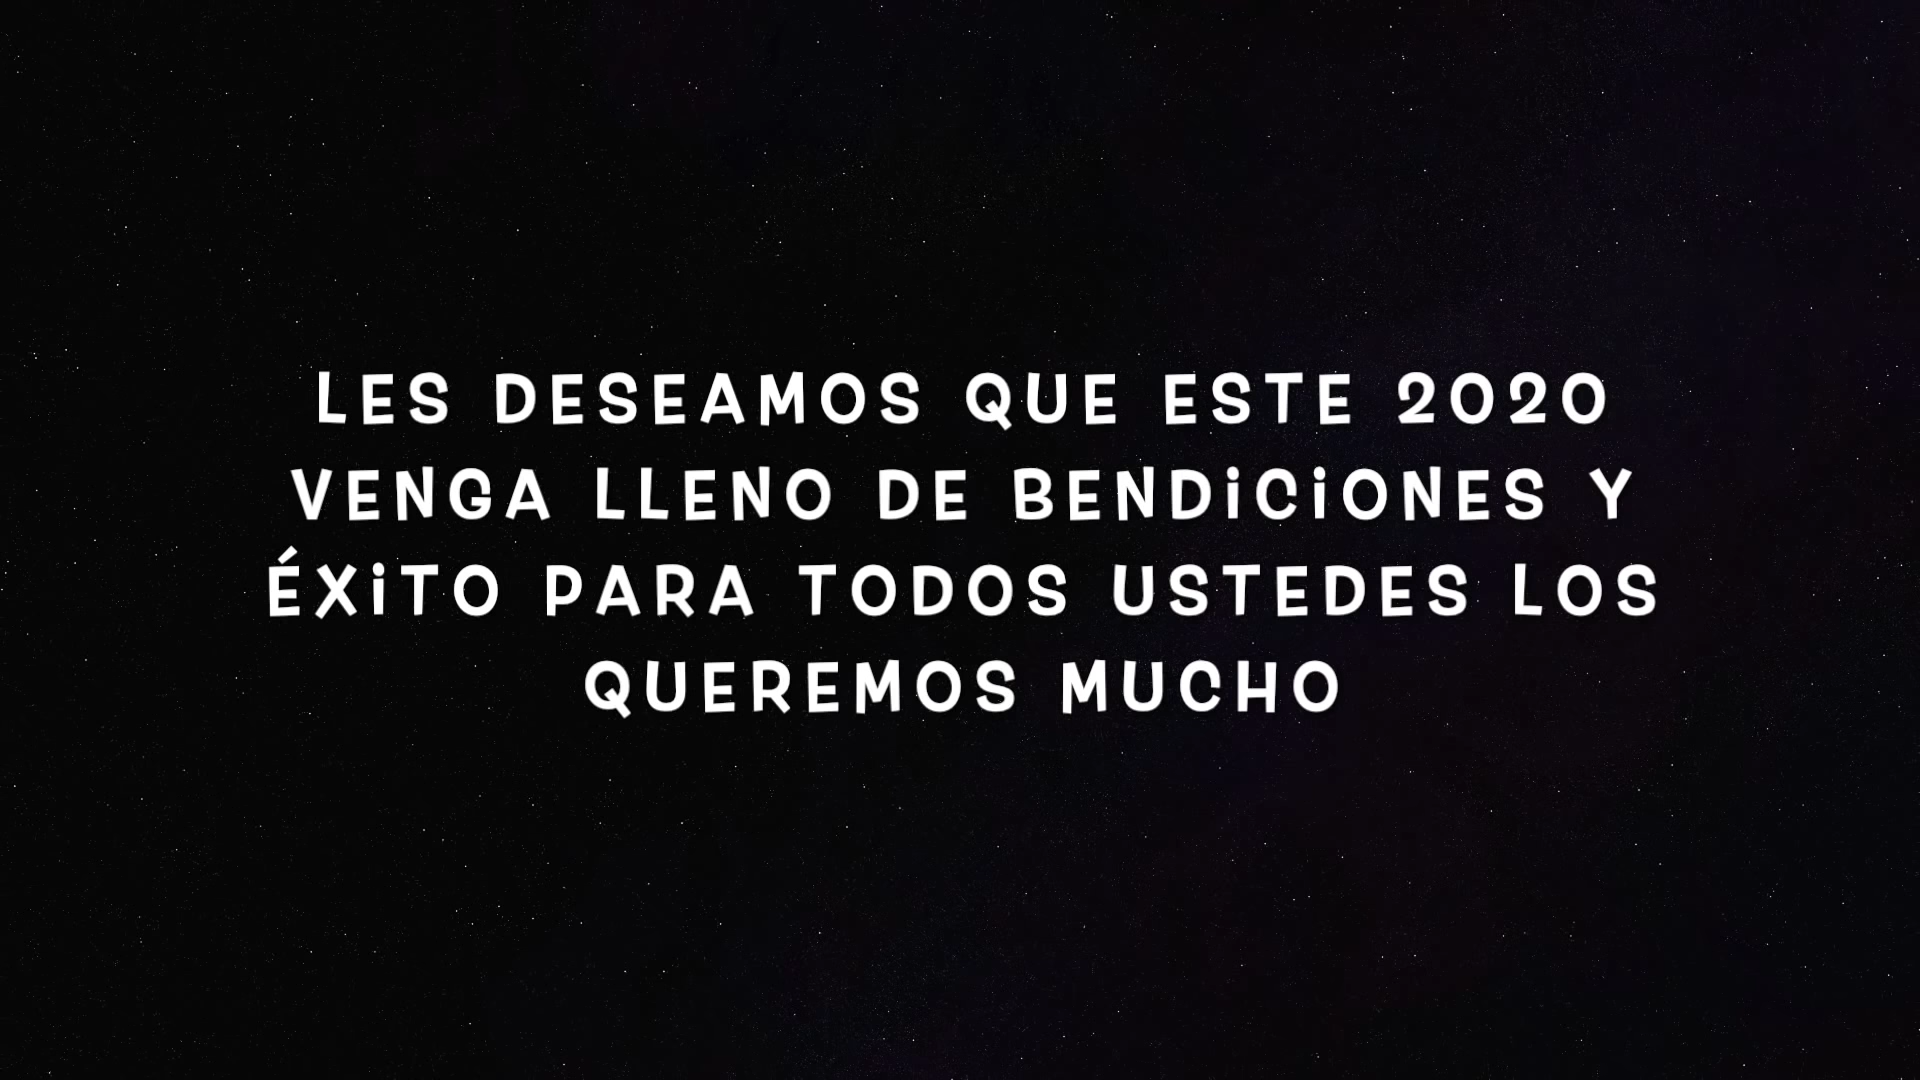 LES DESEAMOS QUE ESTE 2020
VENGA LLENO DE BENDiCiONES Y
ÉXiTO PARA TODOS USTEDES LOS
QUEREMOS MUCHO